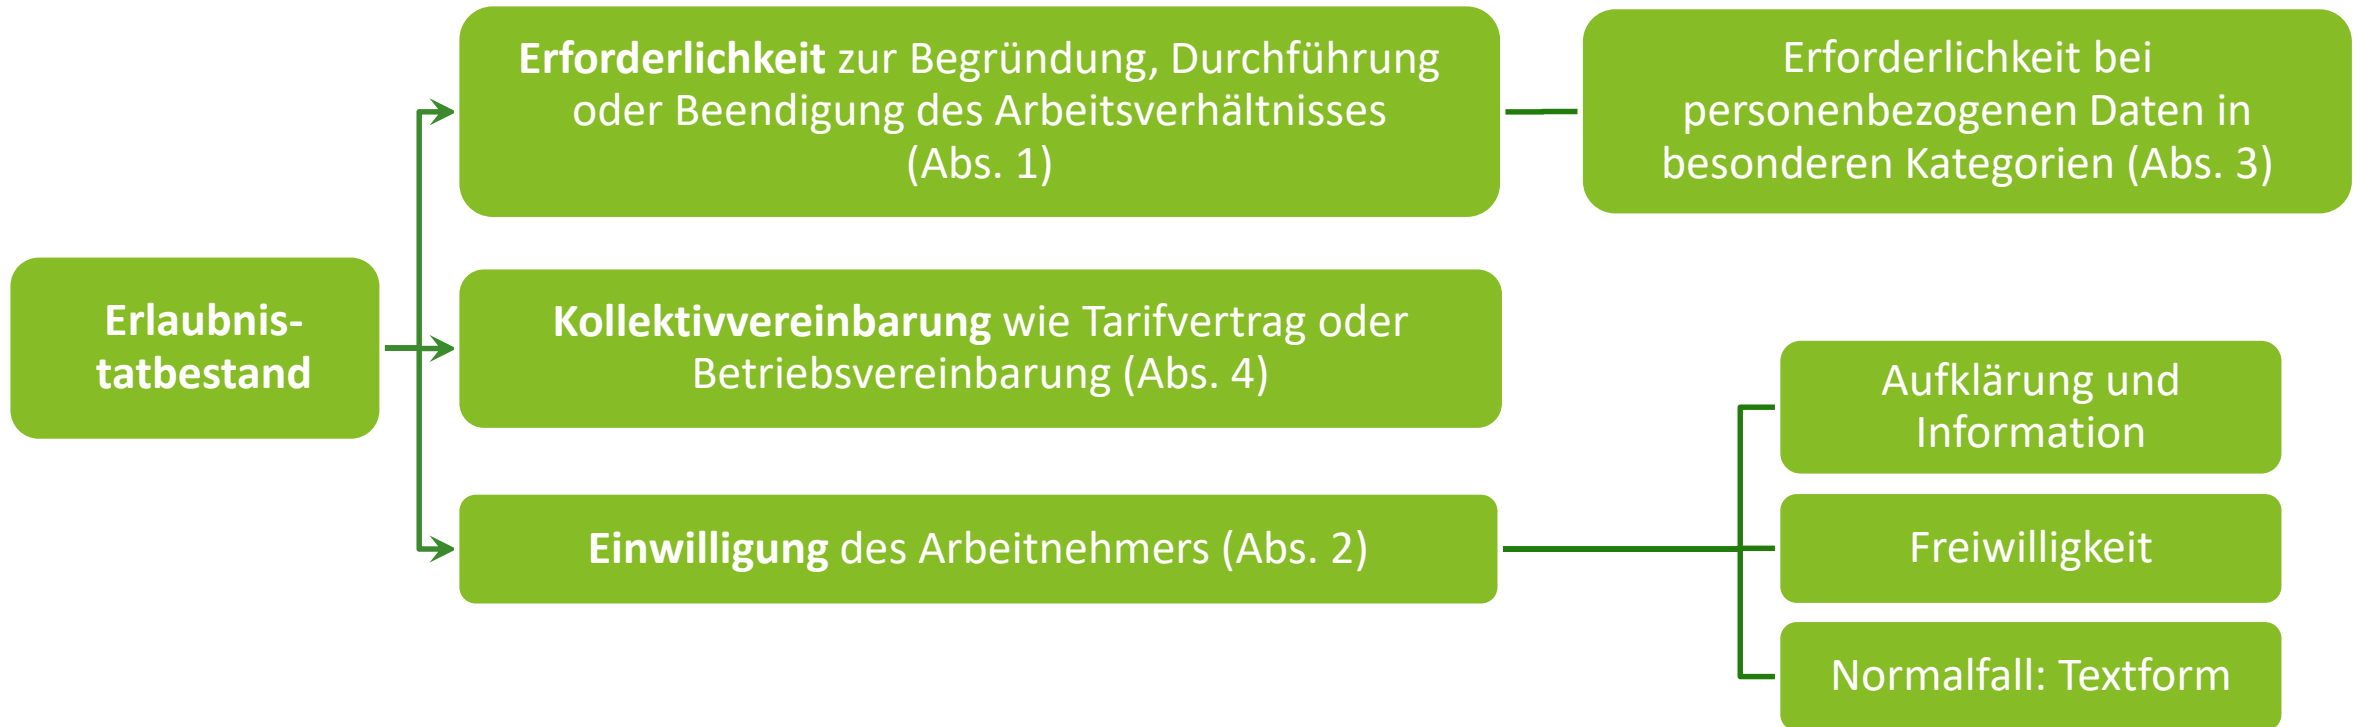 Erforderlichkeit zur Begründung, Durchführung
oder Beendigung des Arbeitsverhältnisses
(Abs. 1)
Erforderlichkeit bei
personenbezogenen Daten in
besonderen Kategorien (Abs. 3)
Erlaubnis-
tatbestand
Kollektivvereinbarung wie Tarifvertrag oder
Betriebsvereinbarung (Abs. 4)
Einwilligung des Arbeitnehmers (Abs. 2)
Aufklärung und
Information
Freiwilligkeit
Normalfall: Textform